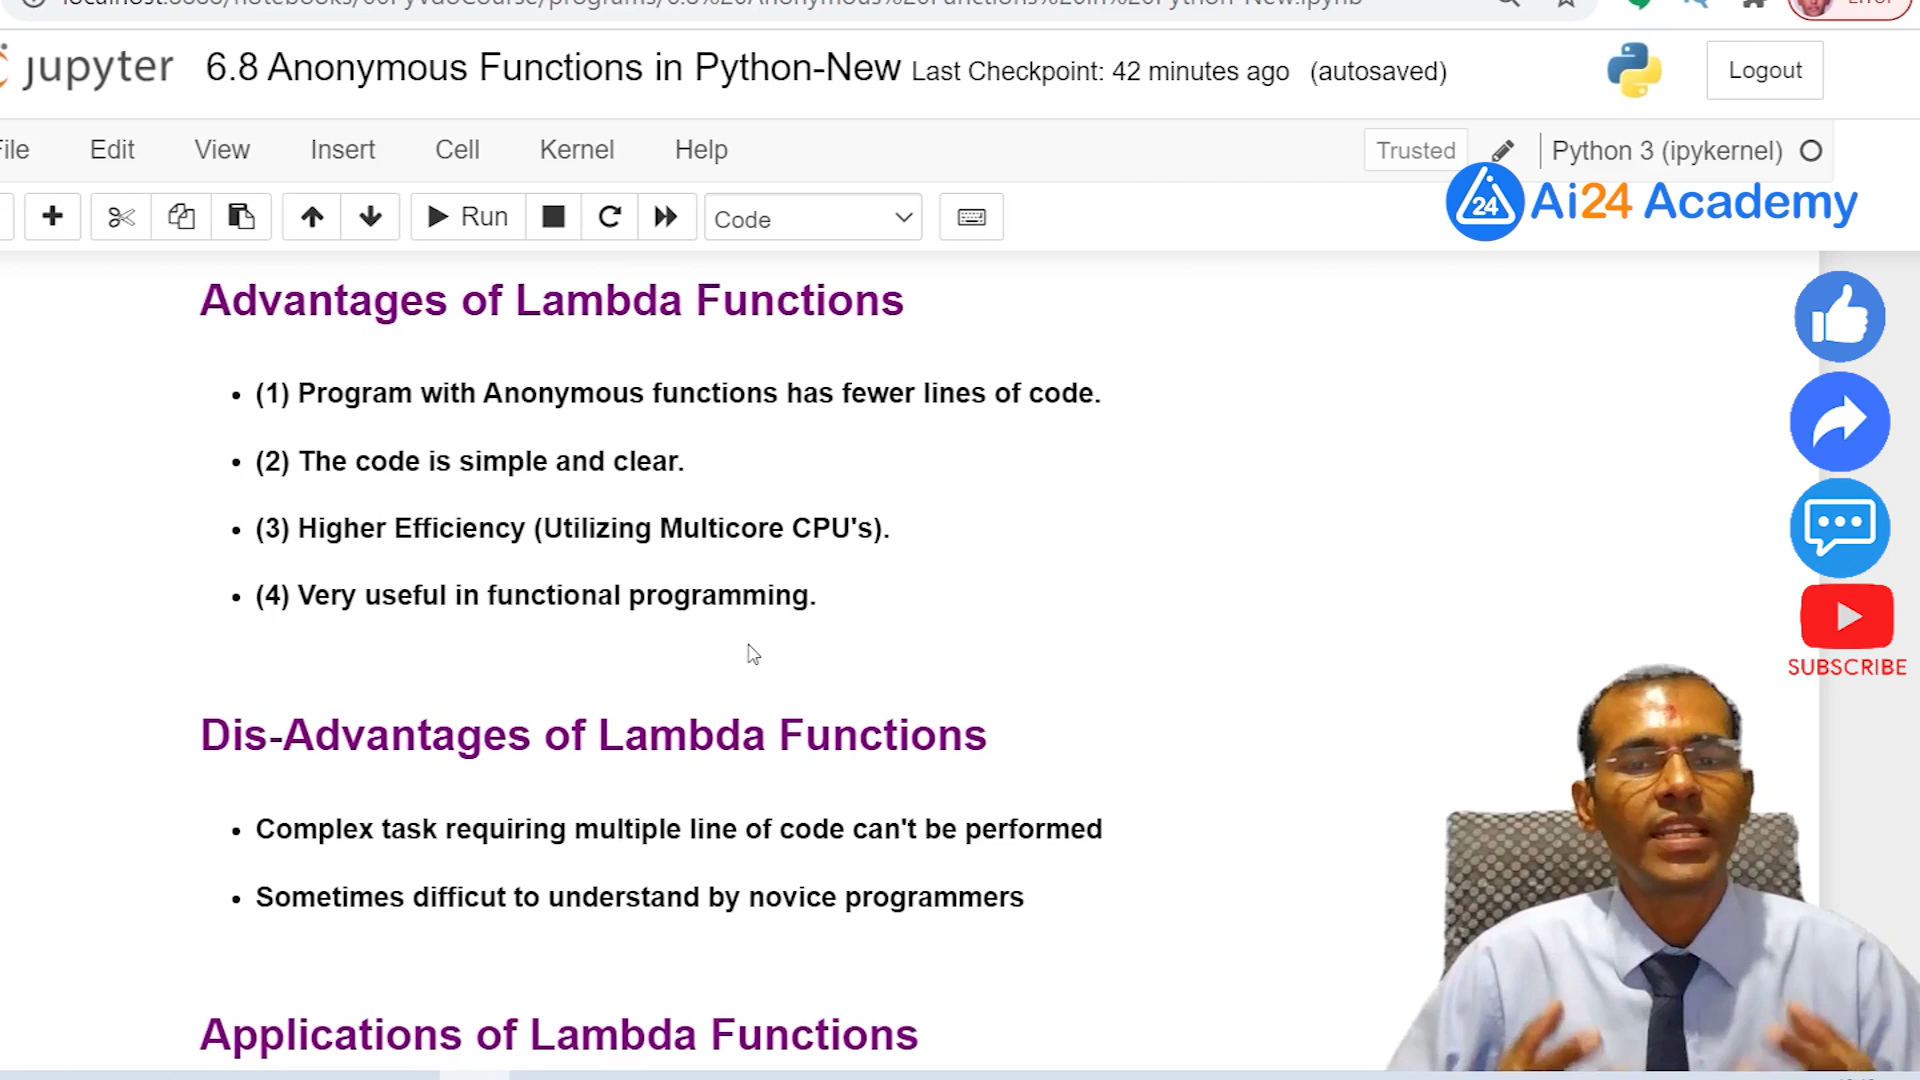 jupyter 6.8 Anonymous Functions in Python-New Last Checkpoint: 42 minutes ago (autosaved) Logout
Edit View Insert Cell Kernel Help Trusted Python 3 (ipykernel)
Run Code
24 Ai24 Academy
Advantages of Lambda Functions
• (1) Program with Anonymous functions has fewer lines of code.
• (2) The code is simple and clear.
• (3) Higher Efficiency (Utilizing Multicore CPU's).
• (4) Very useful in functional programming.
SUBSCRIBE
Dis-Advantages of Lambda Functions
• Complex task requiring multiple line of code can't be performed
• Sometimes difficut to understand by novice programmers
Applications of Lambda Functions